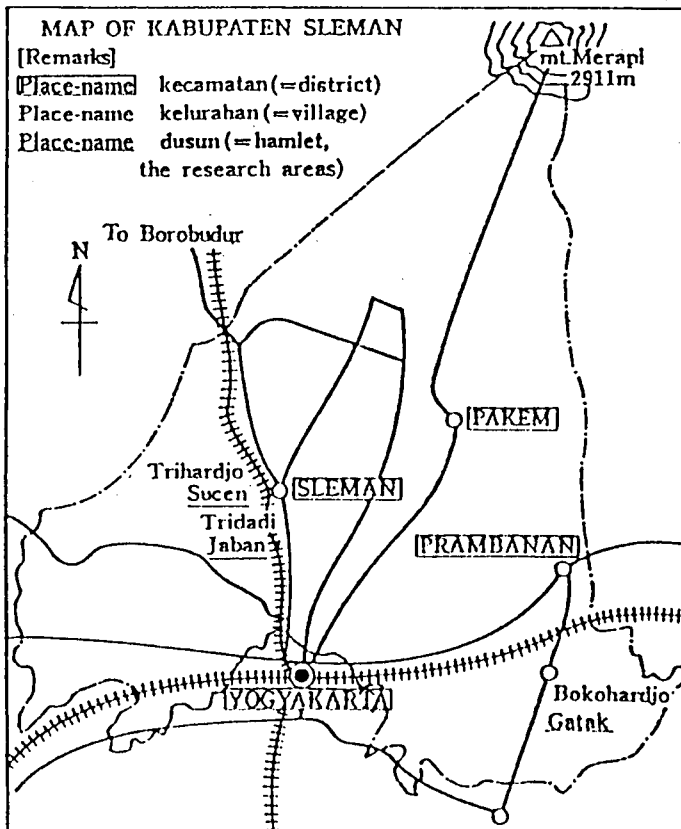 MAP OF KABUPATEN SLEMAN
[Remarks]
Place-name kecamatan (=district)
Place-name kelurahan (=village)
Place-name dusun (=hamlet,
the research areas)
mt.Merapi
2911m
To Borobudur
N
PAKEM
Trihardjo
Sucen
SLEMAN
Tridadi
Jaban
PRAMBANAN
YOGYAKARTA
Bokohardjo
Gatak